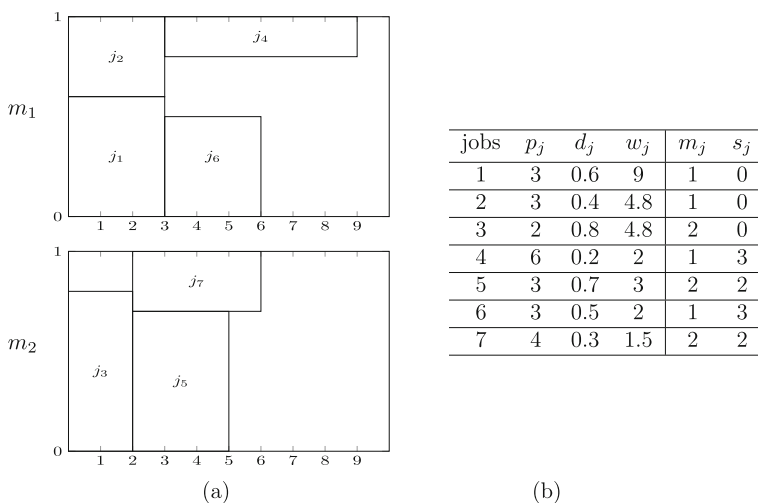 1
j2
j4
m1
j1
j6
0
1 2 3 4 5 6 7 8 9
1
j7
m2
j3
j5
0
1 2 3 4 5 6 7 8 9
(a)
jobs pj dj wj mj sj
1 3 0.6 9 1 0
2 3 0.4 4.8 1 0
3 2 0.8 4.8 2 0
4 6 0.2 2 1 3
5 3 0.7 3 2 2
6 3 0.5 2 1 3
7 4 0.3 1.5 2 2
(b)